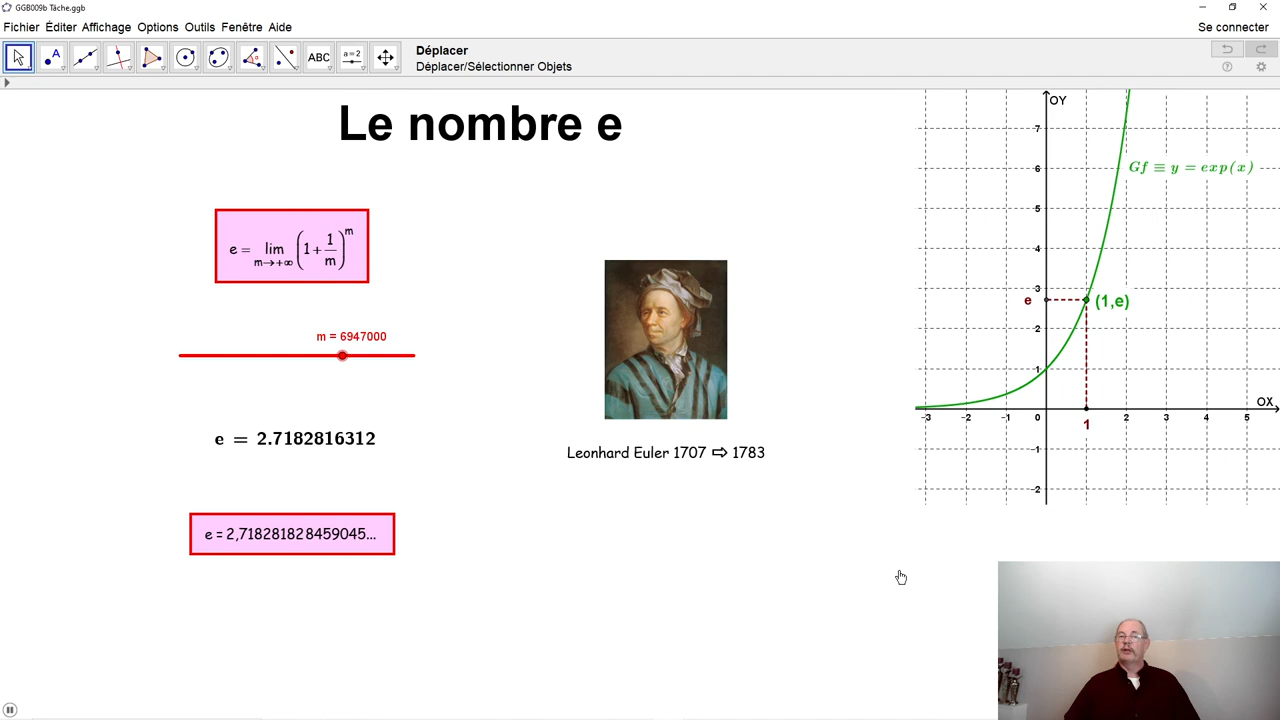 GGB009b Tâche.ggb
Fichier Éditer Affichage Options Outils Fenêtre Aide
Se connecter
A
ABC
a = 2
Déplacer
Déplacer/Sélectionner Objets
Le nombre e
e = lim m→+∞ (1 + 1/m)^m
m = 6947000
e = 2.7182816312
e = 2,718281828459045...
Leonhard Euler 1707 ⇨ 1783
OY
7
6
5
4
3
2
1
−1
−2
Gf ≡ y = exp(x)
e
(1,e)
−3 −2 −1 0 1 2 3 4 5
OX